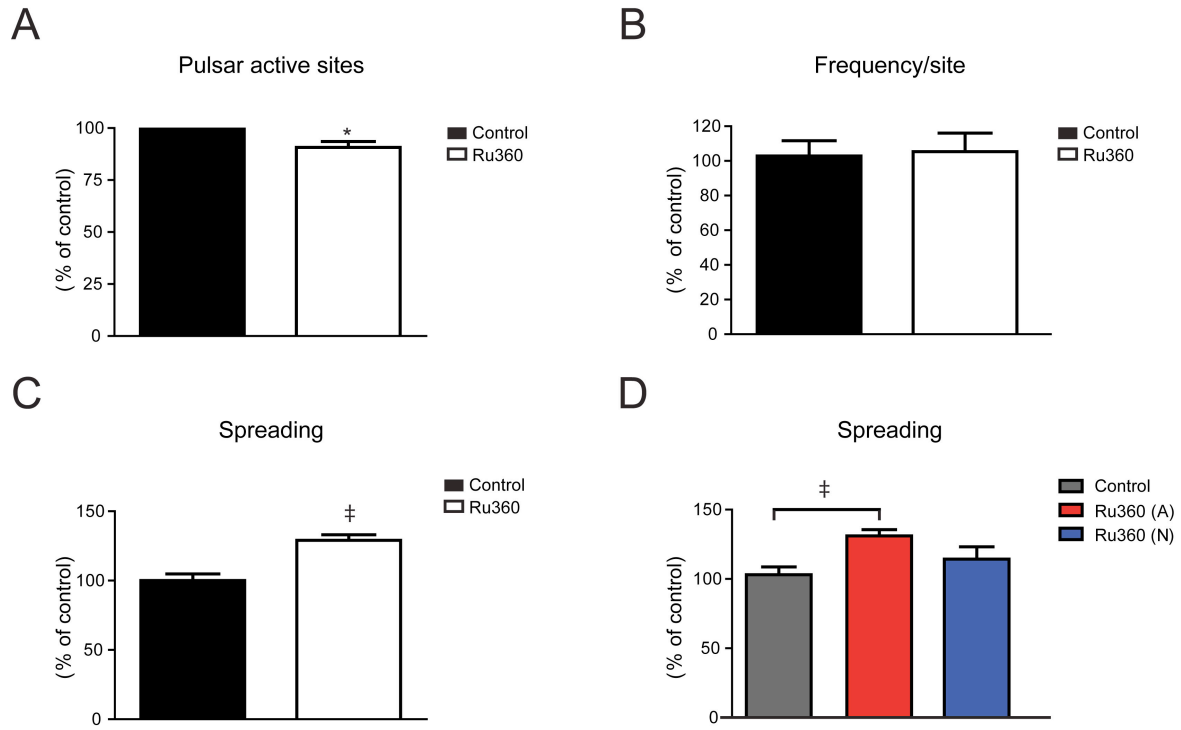 A
Pulsar active sites
(% of control)
100
75
50
25
0
*
Control
Ru360
B
Frequency/site
(% of control)
120
100
80
60
40
20
0
Control
Ru360
C
Spreading
(% of control)
150
100
50
0
‡
Control
Ru360
D
Spreading
(% of control)
150
100
50
0
‡
Control
Ru360 (A)
Ru360 (N)